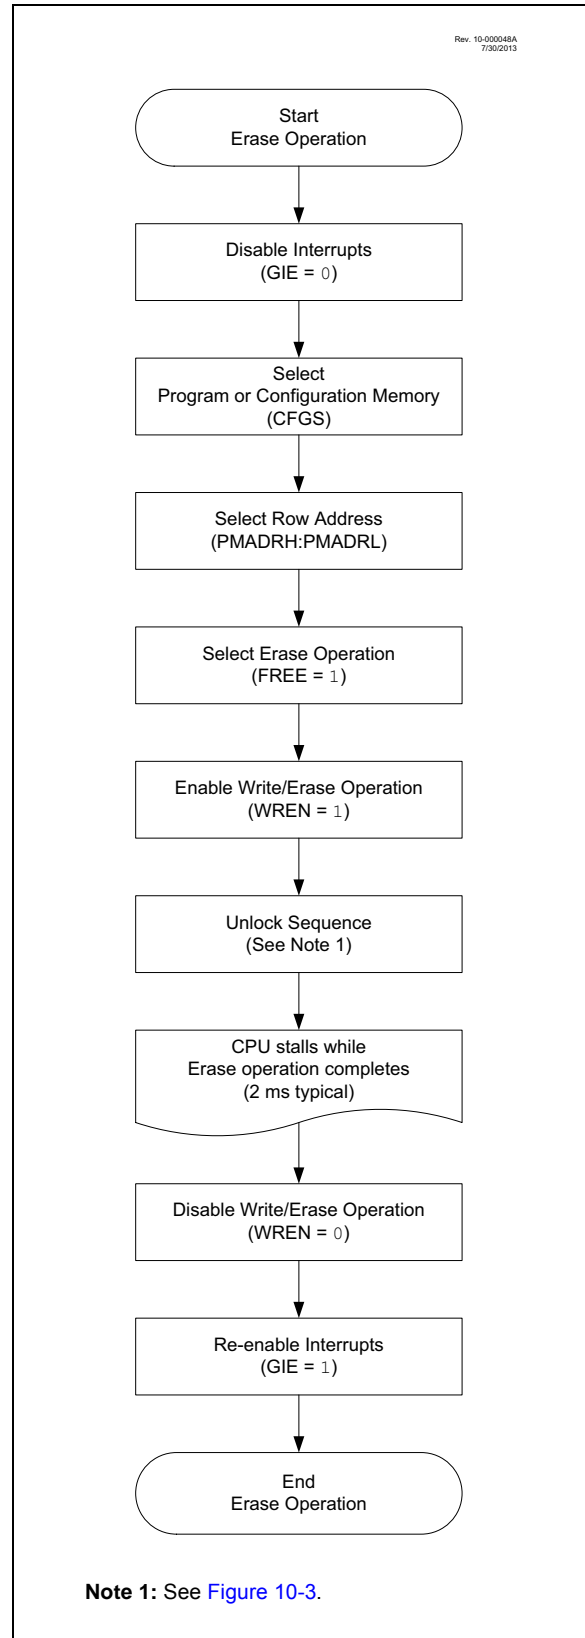 Rev. 10-000048A
7/30/2013
Start
Erase Operation
Disable Interrupts
(GIE = 0)
Select
Program or Configuration Memory
(CFGS)
Select Row Address
(PMADRH:PMADRL)
Select Erase Operation
(FREE = 1)
Enable Write/Erase Operation
(WREN = 1)
Unlock Sequence
(See Note 1)
CPU stalls while
Erase operation completes
(2 ms typical)
Disable Write/Erase Operation
(WREN = 0)
Re-enable Interrupts
(GIE = 1)
End
Erase Operation
Note 1: See Figure 10-3.